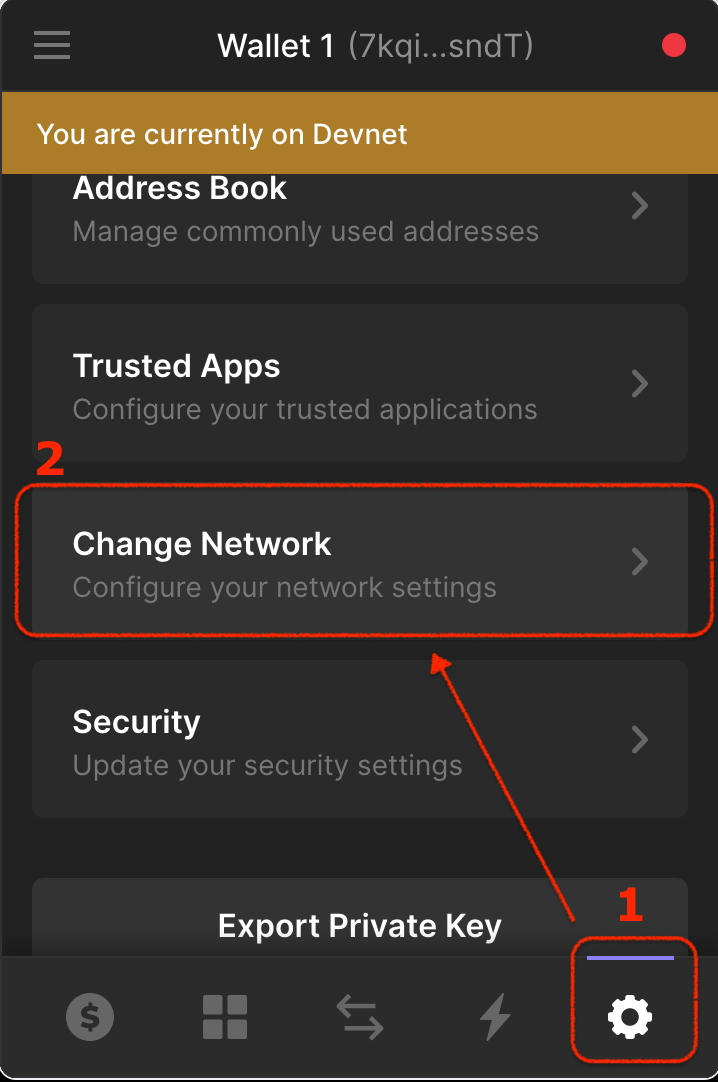 Wallet 1 (7kqi...sndT)
You are currently on Devnet
Address Book
Manage commonly used addresses
Trusted Apps
Configure your trusted applications
2
Change Network
Configure your network settings
Security
Update your security settings
1
Export Private Key
$